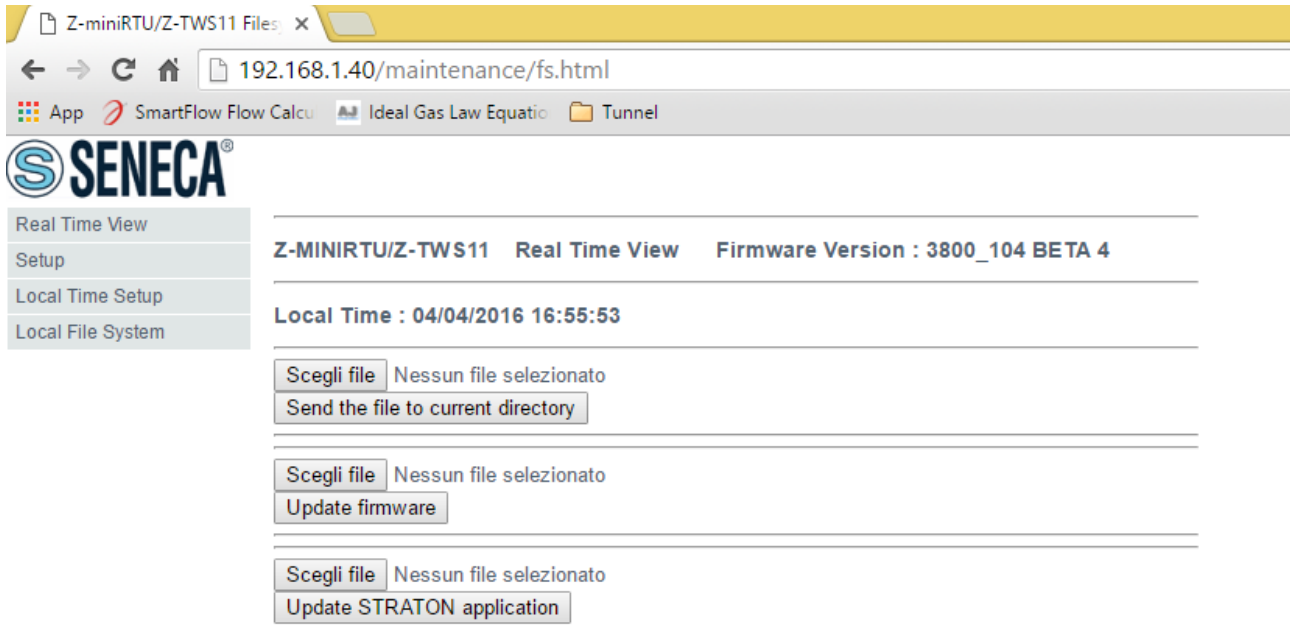 Z-miniRTU/Z-TWS11 Files
192.168.1.40/maintenance/fs.html
App SmartFlow Flow Calcu Ideal Gas Law Equatio Tunnel
SENECA®
Real Time View
Setup
Local Time Setup
Local File System
Z-MINIRTU/Z-TWS11 Real Time View Firmware Version : 3800_104 BETA 4
Local Time : 04/04/2016 16:55:53
Scegli file Nessun file selezionato
Send the file to current directory
Scegli file Nessun file selezionato
Update firmware
Scegli file Nessun file selezionato
Update STRATON application